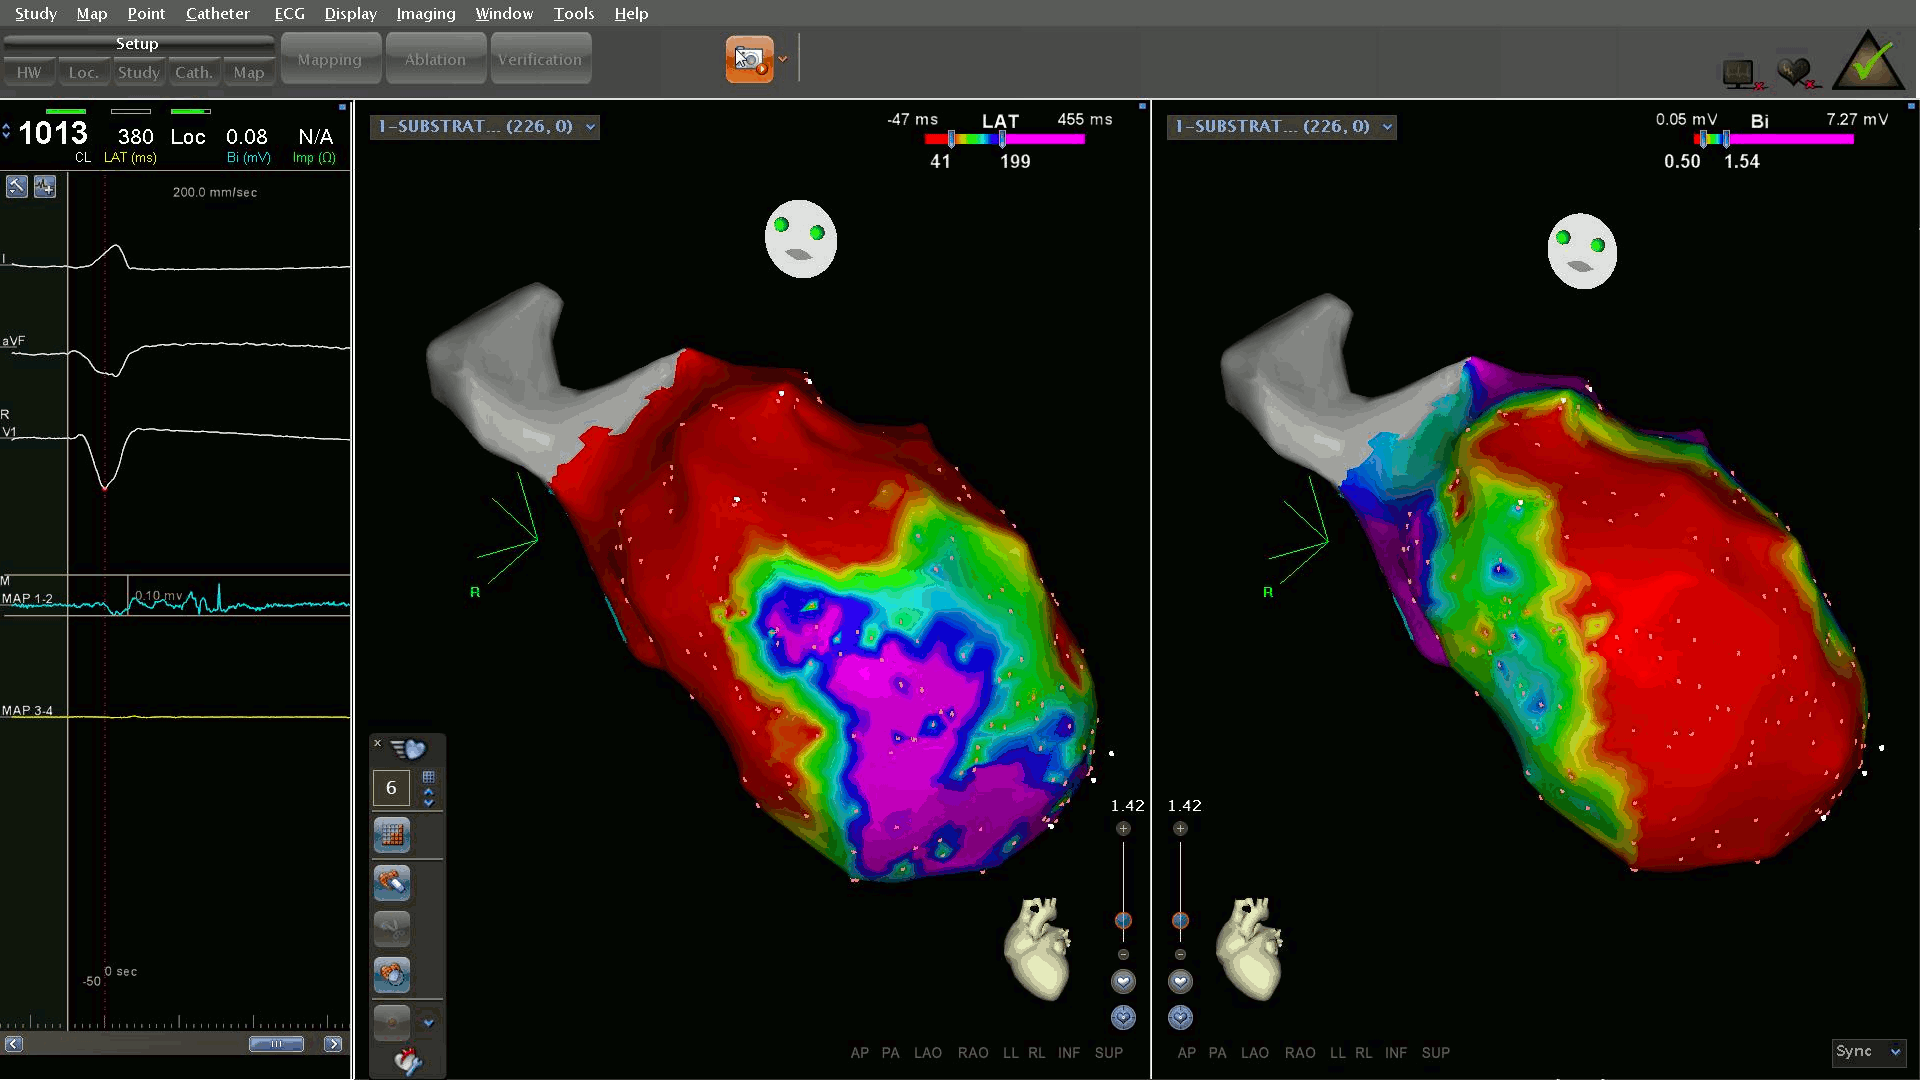 Study Map Point Catheter ECG Display Imaging Window Tools Help
Setup
HW Loc. Study Cath. Map
Mapping Ablation Verification
1013 380 Loc 0.08 N/A
CL LAT (ms) Bi (mV) Imp (Ω)
200.0 mm/sec
I
aVF
R
V1
M
MAP 1-2
0.10 mv
MAP 3-4
0 sec
-50
1-SUBSTRAT... (226, 0)
-47 ms LAT 455 ms
41 199
R
x
6
1.42
AP PA LAO RAO LL RL INF SUP
1-SUBSTRAT... (226, 0)
0.05 mV Bi 7.27 mV
0.50 1.54
R
1.42
AP PA LAO RAO LL RL INF SUP
Sync